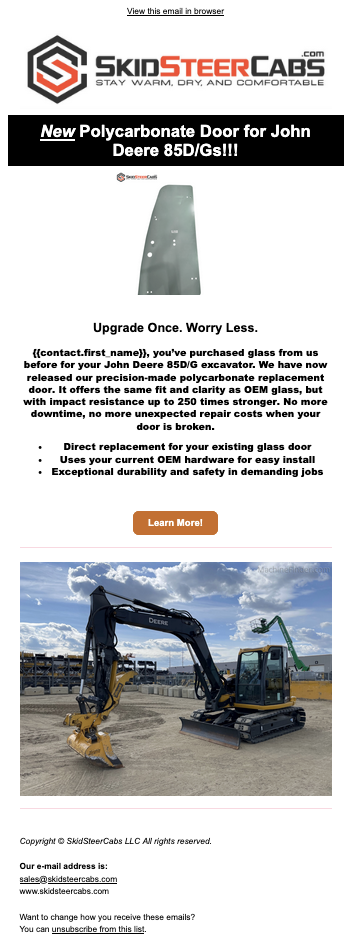 View this email in browser
SKIDSTEERCABS
.com
STAY WARM, DRY, AND COMFORTABLE
New Polycarbonate Door for John
Deere 85D/Gs!!!
SKIDSTEERCABS
Upgrade Once. Worry Less.
{{contact.first_name}}, you’ve purchased glass from us
before for your John Deere 85D/G excavator. We have now
released our precision-made polycarbonate replacement
door. It offers the same fit and clarity as OEM glass, but
with impact resistance up to 250 times stronger. No more
downtime, no more unexpected repair costs when your
door is broken.
• Direct replacement for your existing glass door
• Uses your current OEM hardware for easy install
• Exceptional durability and safety in demanding jobs
Learn More!
DEERE
Copyright © SkidSteerCabs LLC All rights reserved.
Our e-mail address is:
sales@skidsteercabs.com
www.skidsteercabs.com
Want to change how you receive these emails?
You can unsubscribe from this list.